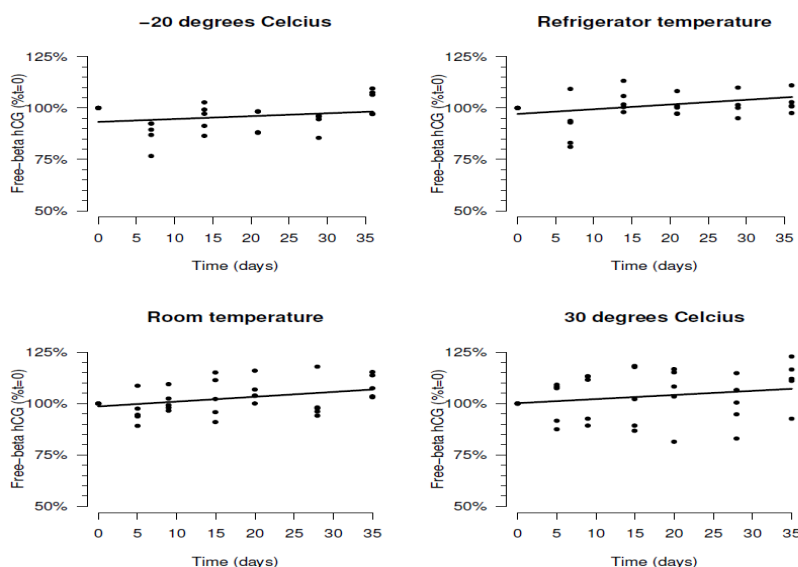 −20 degrees Celcius
Free−beta hCG (%t=0)
125%
100%
75%
50%
0 5 10 15 20 25 30 35
Time (days)
Refrigerator temperature
Free−beta hCG (%t=0)
125%
100%
75%
50%
0 5 10 15 20 25 30 35
Time (days)
Room temperature
Free−beta hCG (%t=0)
125%
100%
75%
50%
0 5 10 15 20 25 30 35
Time (days)
30 degrees Celcius
Free−beta hCG (%t=0)
125%
100%
75%
50%
0 5 10 15 20 25 30 35
Time (days)